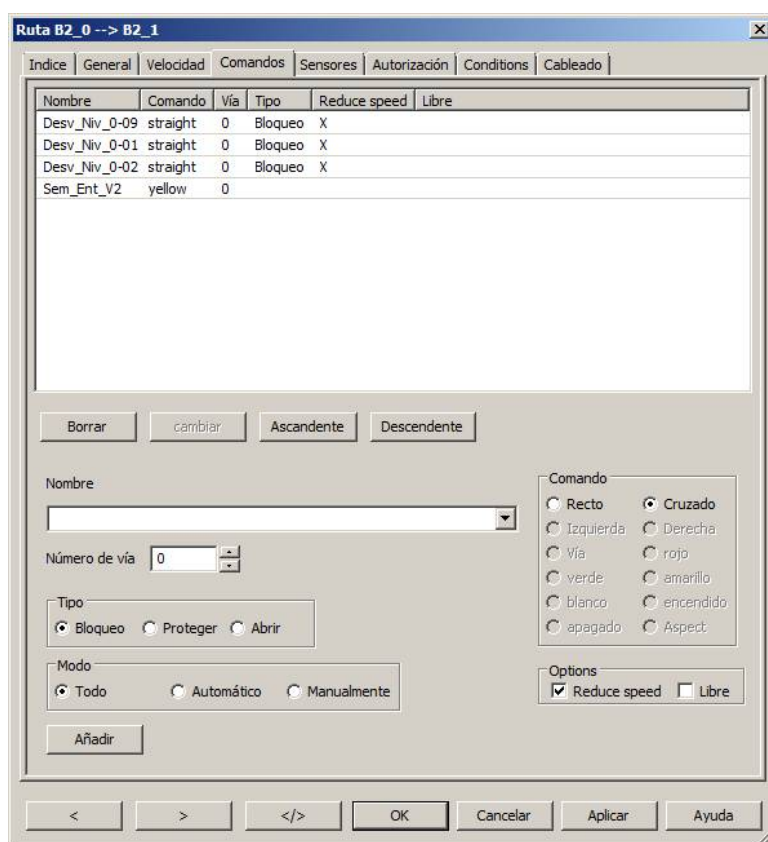 Ruta B2_0 --> B2_1
Indice General Velocidad Comandos Sensores Autorización Conditions Cableado
Nombre Comando Vía Tipo Reduce speed Libre
Desv_Niv_0-09 straight 0 Bloqueo X
Desv_Niv_0-01 straight 0 Bloqueo X
Desv_Niv_0-02 straight 0 Bloqueo X
Sem_Ent_V2 yellow 0
Borrar cambiar Ascandente Descendente
Nombre
Número de vía 0
Tipo
Bloqueo Proteger Abrir
Modo
Todo Automático Manualmente
Añadir
Comando
Recto Cruzado
Izquierda Derecha
Vía rojo
verde amarillo
blanco encendido
apagado Aspect
Options
Reduce speed Libre
< > </> OK Cancelar Aplicar Ayuda